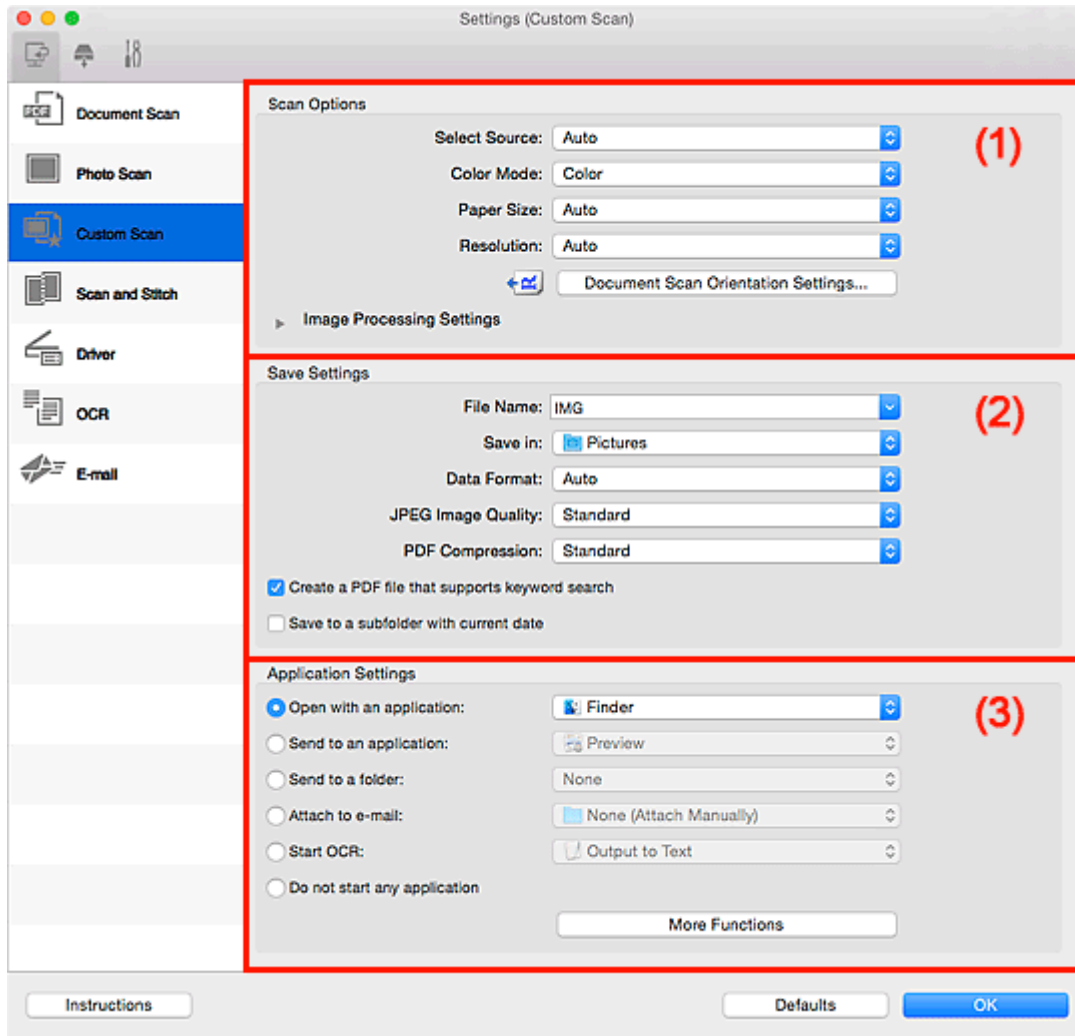 Settings (Custom Scan)
Document Scan
Photo Scan
Custom Scan
Scan and Stitch
Driver
OCR
E-mail
Scan Options
(1)
Select Source: Auto
Color Mode: Color
Paper Size: Auto
Resolution: Auto
Document Scan Orientation Settings...
Image Processing Settings
Save Settings
(2)
File Name: IMG
Save in: Pictures
Data Format: Auto
JPEG Image Quality: Standard
PDF Compression: Standard
Create a PDF file that supports keyword search
Save to a subfolder with current date
Application Settings
(3)
Open with an application: Finder
Send to an application: Preview
Send to a folder: None
Attach to e-mail: None (Attach Manually)
Start OCR: Output to Text
Do not start any application
More Functions
Instructions
Defaults
OK